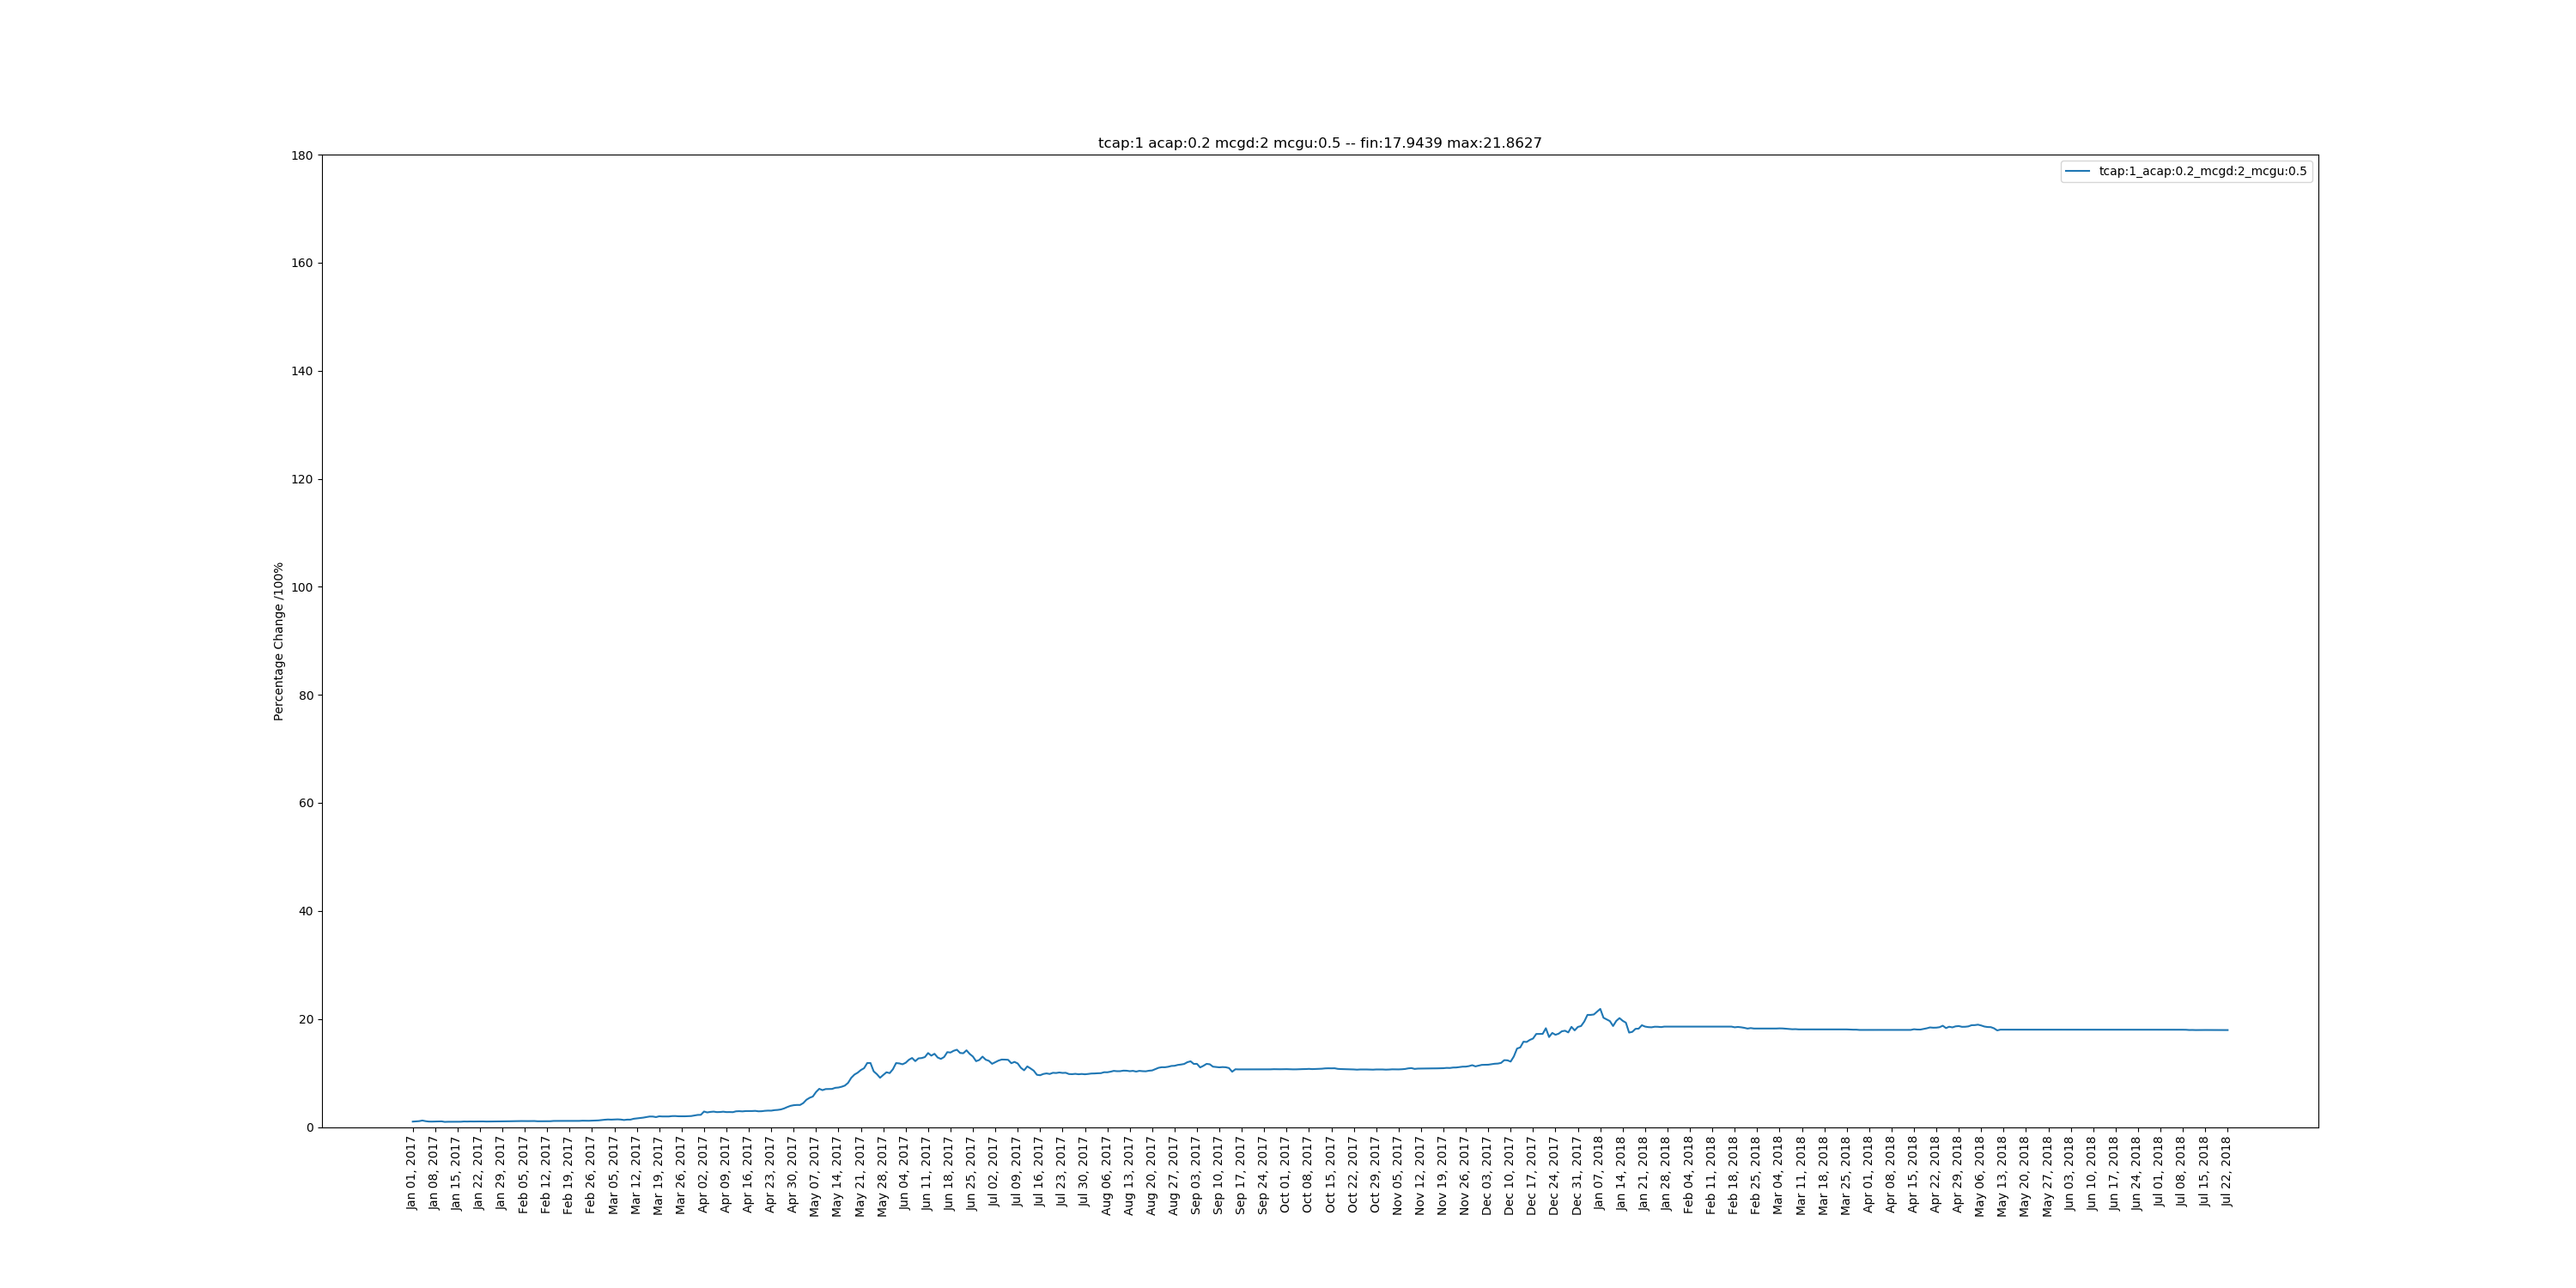 tcap:1 acap:0.2 mcgd:2 mcgu:0.5 -- fin:17.9439 max:21.8627
tcap:1_acap:0.2_mcgd:2_mcgu:0.5
180
160
140
120
100
80
60
40
20
0
Percentage Change /100%
Jan 01, 2017
Jan 08, 2017
Jan 15, 2017
Jan 22, 2017
Jan 29, 2017
Feb 05, 2017
Feb 12, 2017
Feb 19, 2017
Feb 26, 2017
Mar 05, 2017
Mar 12, 2017
Mar 19, 2017
Mar 26, 2017
Apr 02, 2017
Apr 09, 2017
Apr 16, 2017
Apr 23, 2017
Apr 30, 2017
May 07, 2017
May 14, 2017
May 21, 2017
May 28, 2017
Jun 04, 2017
Jun 11, 2017
Jun 18, 2017
Jun 25, 2017
Jul 02, 2017
Jul 09, 2017
Jul 16, 2017
Jul 23, 2017
Jul 30, 2017
Aug 06, 2017
Aug 13, 2017
Aug 20, 2017
Aug 27, 2017
Sep 03, 2017
Sep 10, 2017
Sep 17, 2017
Sep 24, 2017
Oct 01, 2017
Oct 08, 2017
Oct 15, 2017
Oct 22, 2017
Oct 29, 2017
Nov 05, 2017
Nov 12, 2017
Nov 19, 2017
Nov 26, 2017
Dec 03, 2017
Dec 10, 2017
Dec 17, 2017
Dec 24, 2017
Dec 31, 2017
Jan 07, 2018
Jan 14, 2018
Jan 21, 2018
Jan 28, 2018
Feb 04, 2018
Feb 11, 2018
Feb 18, 2018
Feb 25, 2018
Mar 04, 2018
Mar 11, 2018
Mar 18, 2018
Mar 25, 2018
Apr 01, 2018
Apr 08, 2018
Apr 15, 2018
Apr 22, 2018
Apr 29, 2018
May 06, 2018
May 13, 2018
May 20, 2018
May 27, 2018
Jun 03, 2018
Jun 10, 2018
Jun 17, 2018
Jun 24, 2018
Jul 01, 2018
Jul 08, 2018
Jul 15, 2018
Jul 22, 2018